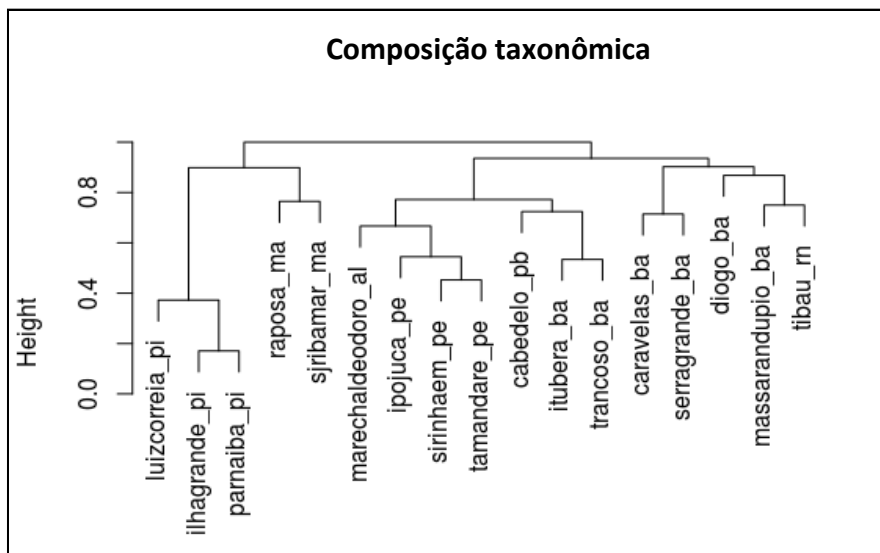 Composição taxonômica
Height
0.8
0.4
0.0
luizcorreia_pi
ilhagrande_pi
parnaiba_pi
raposa_ma
sjribamar_ma
marechaldeodoro_al
ipojuca_pe
sirinhaem_pe
tamandare_pe
cabedelo_pb
itubera_ba
trancoso_ba
caravelas_ba
serragrande_ba
diogo_ba
massarandupio_ba
tibau_rn